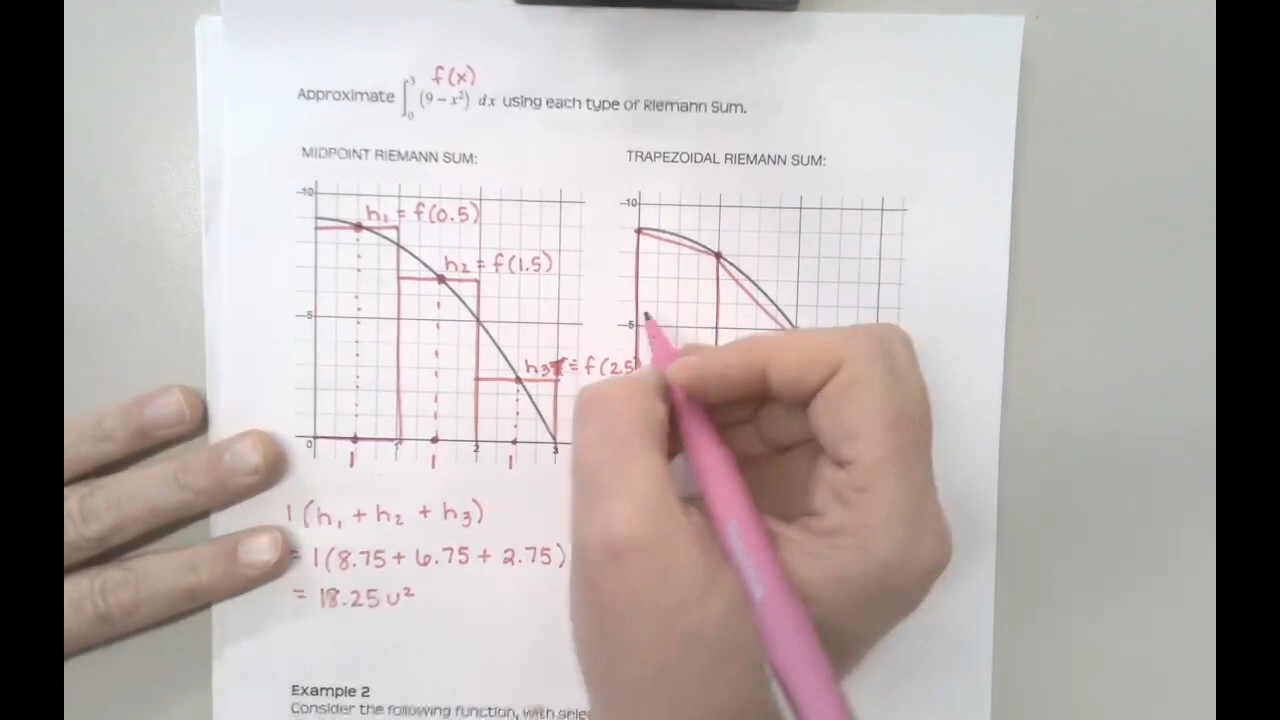 f(x)
Approximate ∫₀³ (9 − x²) dx using each type of Riemann Sum.
MIDPOINT RIEMANN SUM:
10
h₁ = f(0.5)
h₂ = f(1.5)
5
h₃ = f(2.5)
0 1 2 3
1 1 1
1(h₁ + h₂ + h₃)
= 1(8.75 + 6.75 + 2.75)
= 18.25 u²
TRAPEZOIDAL RIEMANN SUM:
10
5
Example 2
Consider the following function, with